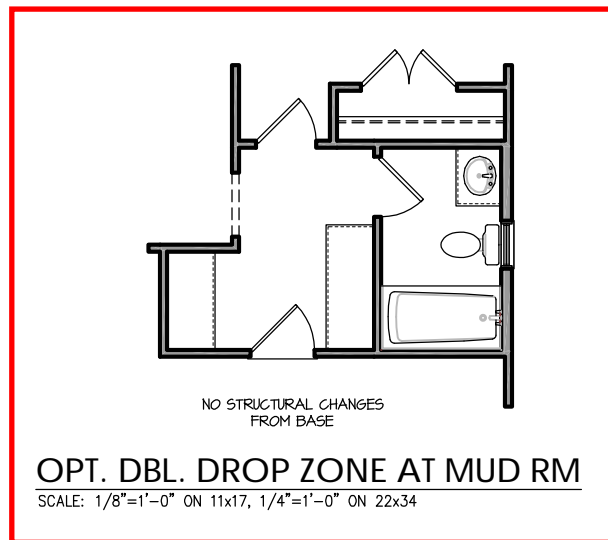 NO STRUCTURAL CHANGES
FROM BASE
OPT. DBL. DROP ZONE AT MUD RM
SCALE: 1/8"=1'-0" ON 11x17, 1/4"=1'-0" ON 22x34